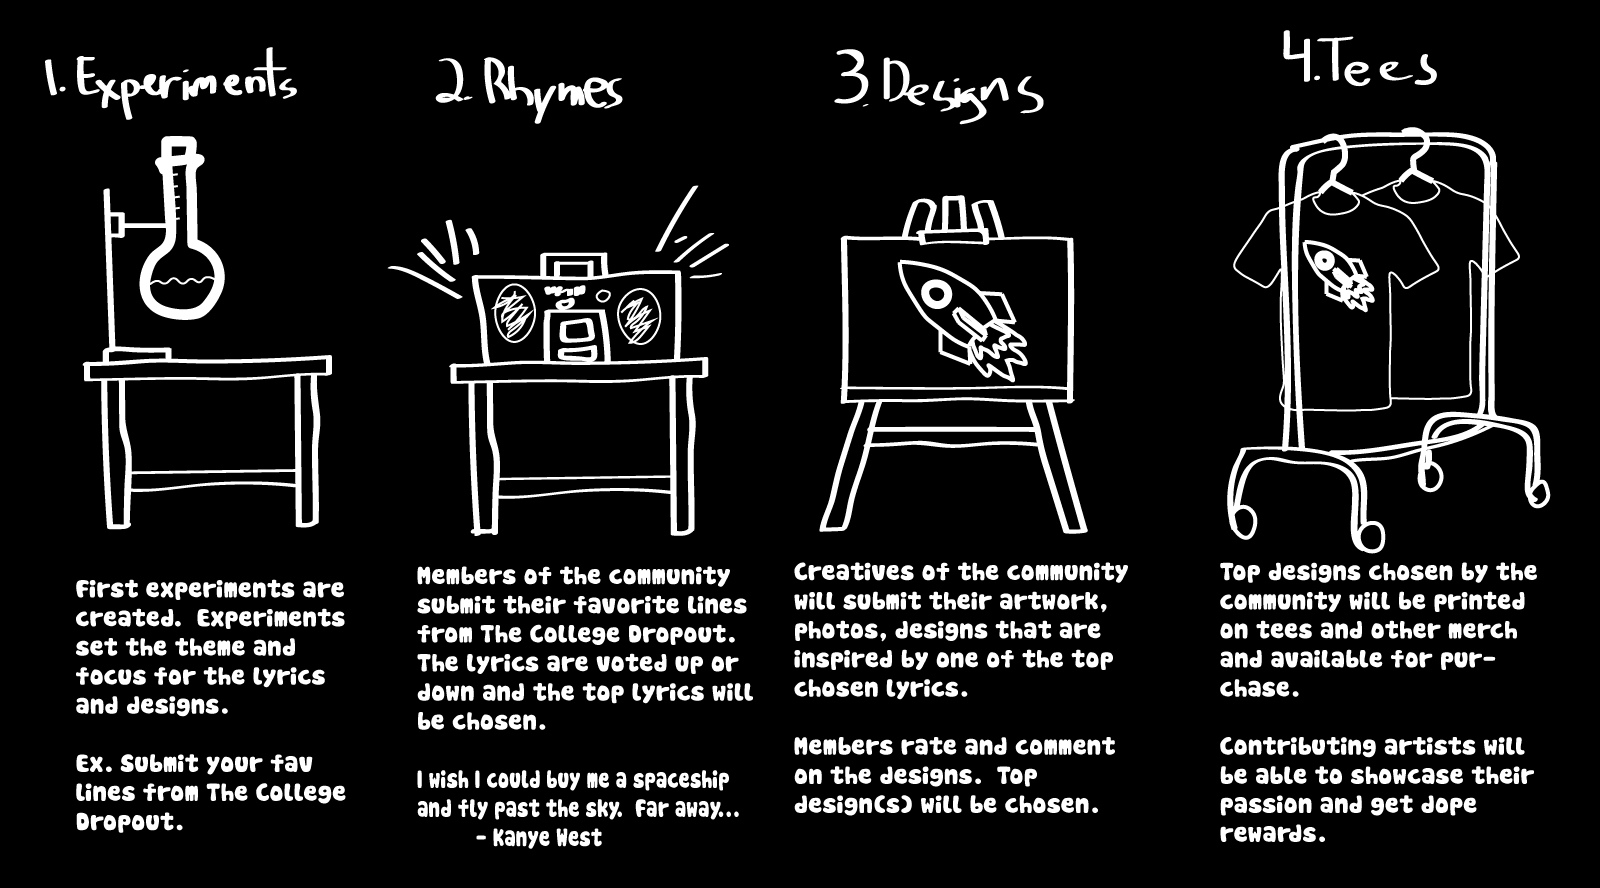 1. Experiments
First experiments are
created. Experiments
set the theme and
focus for the lyrics
and designs.
Ex. Submit your fav
lines from The College
Dropout.
2. Rhymes
Members of the community
submit their favorite lines
from The College Dropout.
The lyrics are voted up or
down and the top lyrics will
be chosen.
I wish I could buy me a spaceship
and fly past the sky. Far away...
- Kanye West
3. Designs
Creatives of the community
will submit their artwork,
photos, designs that are
inspired by one of the top
chosen lyrics.
Members rate and comment
on the designs. Top
design(s) will be chosen.
4. Tees
Top designs chosen by the
community will be printed
on tees and other merch
and available for pur-
chase.
Contributing artists will
be able to showcase their
passion and get dope
rewards.